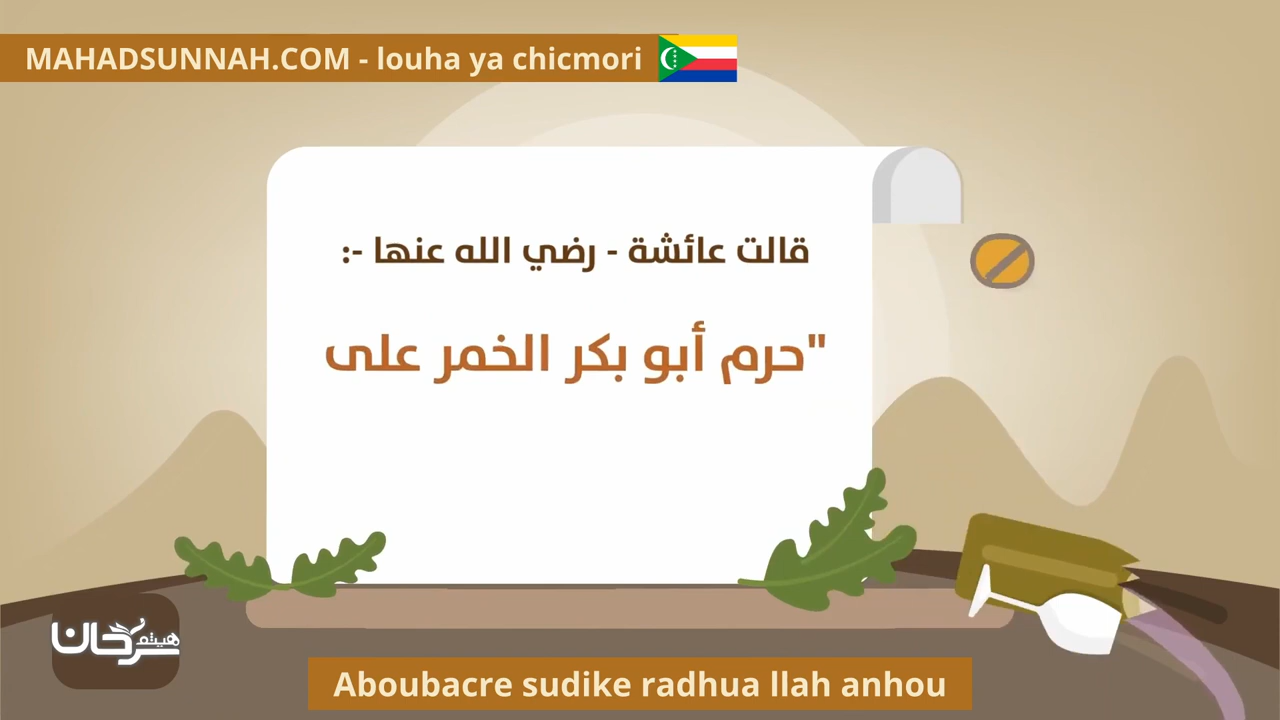 MAHADSUNNAH.COM - louha ya chicmori
قالت عائشة - رضي الله عنها -:
"حرم أبو بكر الخمر على
هيثم سرحان
Aboubacre sudike radhua llah anhou